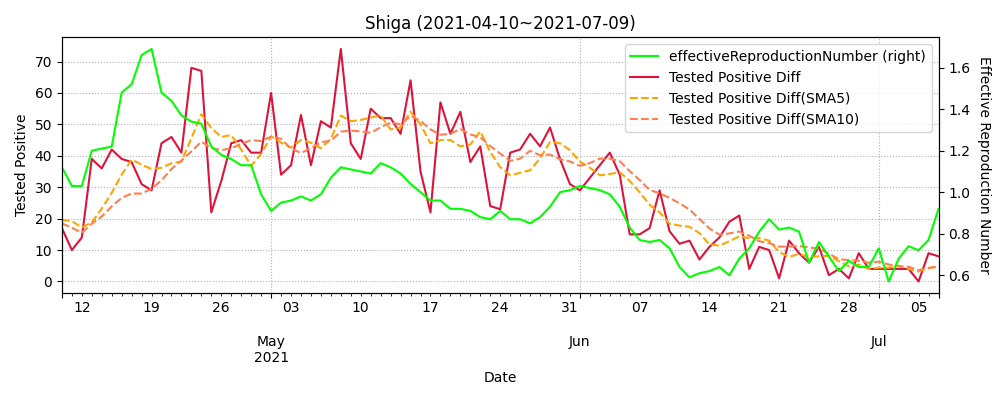 Shiga (2021-04-10~2021-07-09)
effectiveReproductionNumber (right)
Tested Positive Diff
Tested Positive Diff(SMA5)
Tested Positive Diff(SMA10)
Tested Positive
70
60
50
40
30
20
10
0
1.6
1.4
1.2
1.0
0.8
0.6
Effective Reproduction Number
12 19 26 03 10 17 24 31 07 14 21 28 05
May Jun Jul
2021
Date